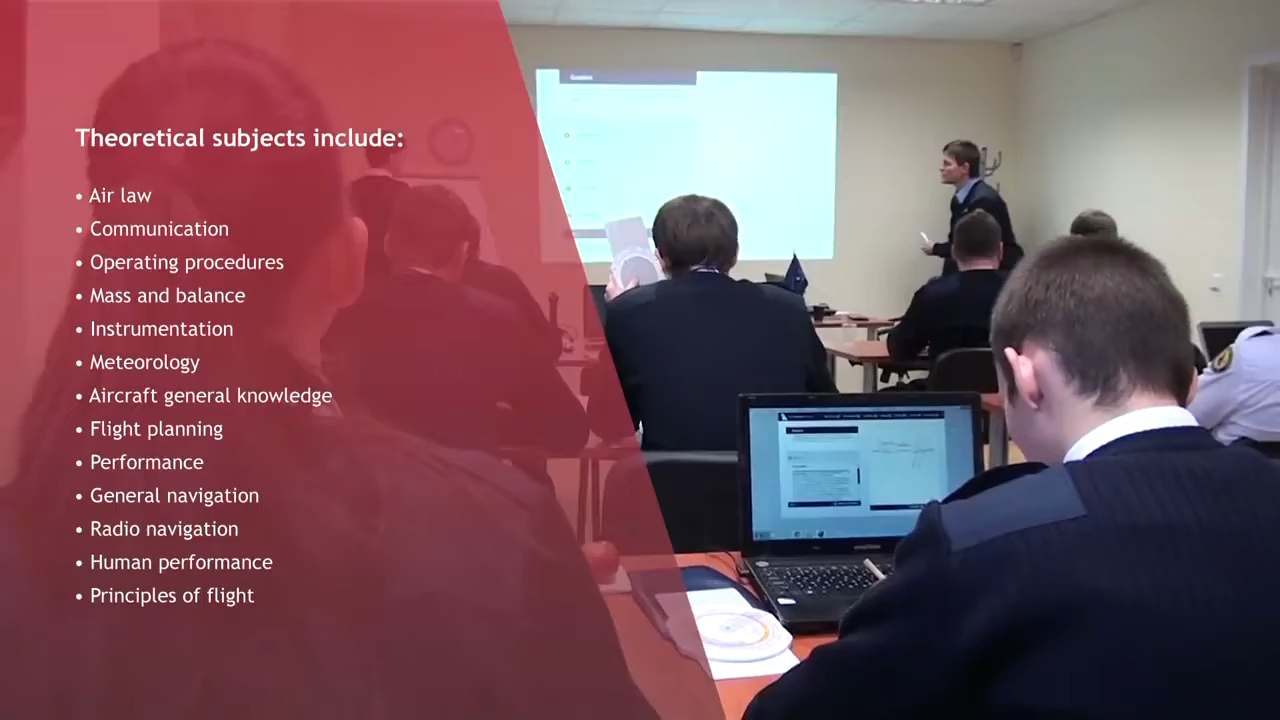 Theoretical subjects include:
• Air law
• Communication
• Operating procedures
• Mass and balance
• Instrumentation
• Meteorology
• Aircraft general knowledge
• Flight planning
• Performance
• General navigation
• Radio navigation
• Human performance
• Principles of flight